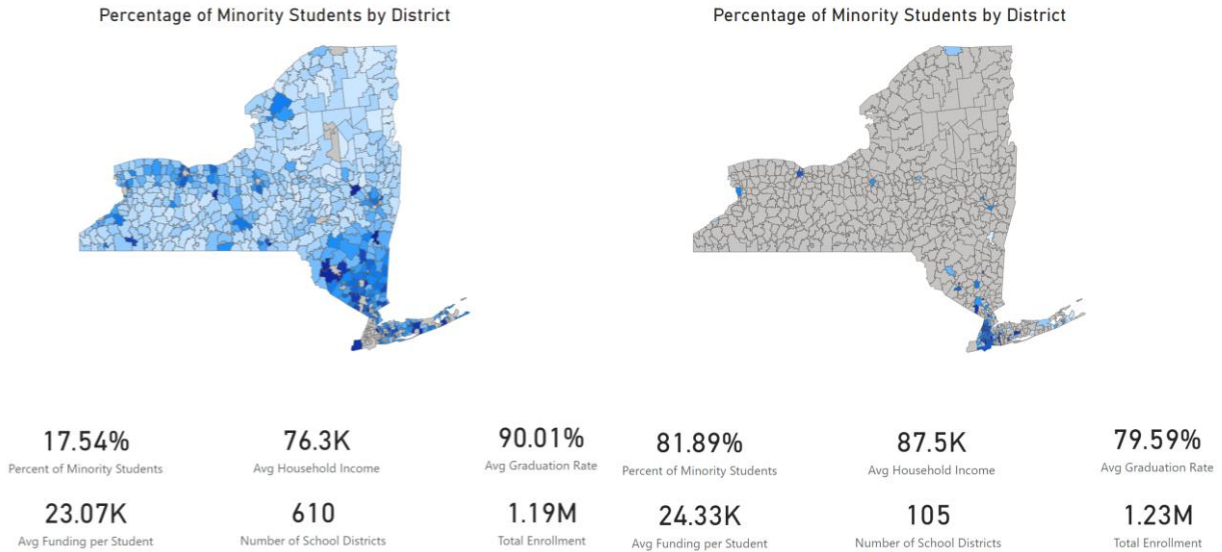 Percentage of Minority Students by District
17.54%
Percent of Minority Students
76.3K
Avg Household Income
90.01%
Avg Graduation Rate
23.07K
Avg Funding per Student
610
Number of School Districts
1.19M
Total Enrollment
Percentage of Minority Students by District
81.89%
Percent of Minority Students
87.5K
Avg Household Income
79.59%
Avg Graduation Rate
24.33K
Avg Funding per Student
105
Number of School Districts
1.23M
Total Enrollment